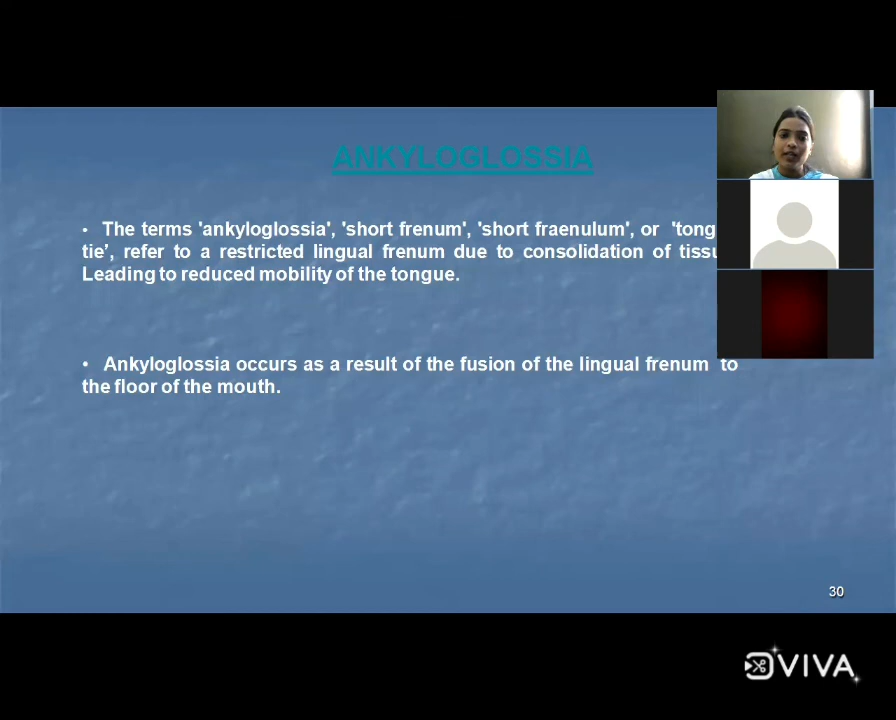 ANKYLOGLOSSIA
• The terms 'ankyloglossia', 'short frenum', 'short fraenulum', or 'tong
tie’, refer to a restricted lingual frenum due to consolidation of tissu
Leading to reduced mobility of the tongue.
• Ankyloglossia occurs as a result of the fusion of the lingual frenum to
the floor of the mouth.
30
VIVA